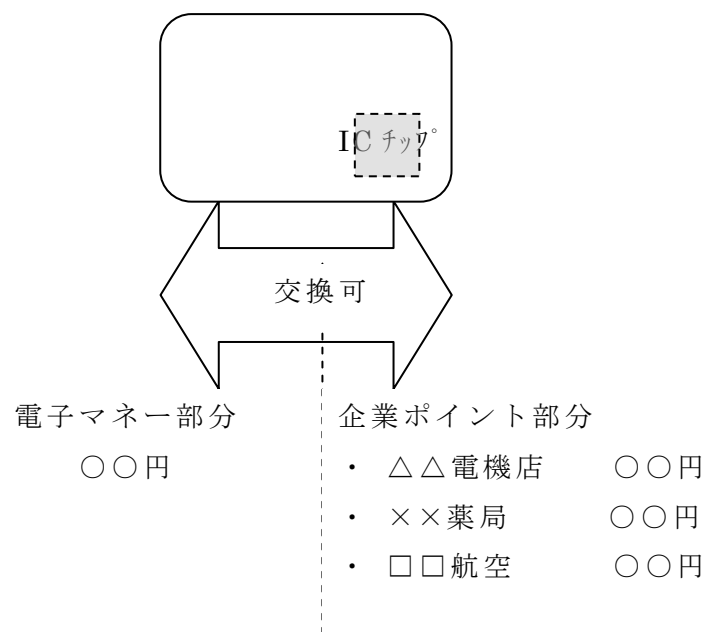 ICチップ
交換可
電子マネー部分
○○円
企業ポイント部分
・ △△電機店 ○○円
・ ××薬局 ○○円
・ □□航空 ○○円